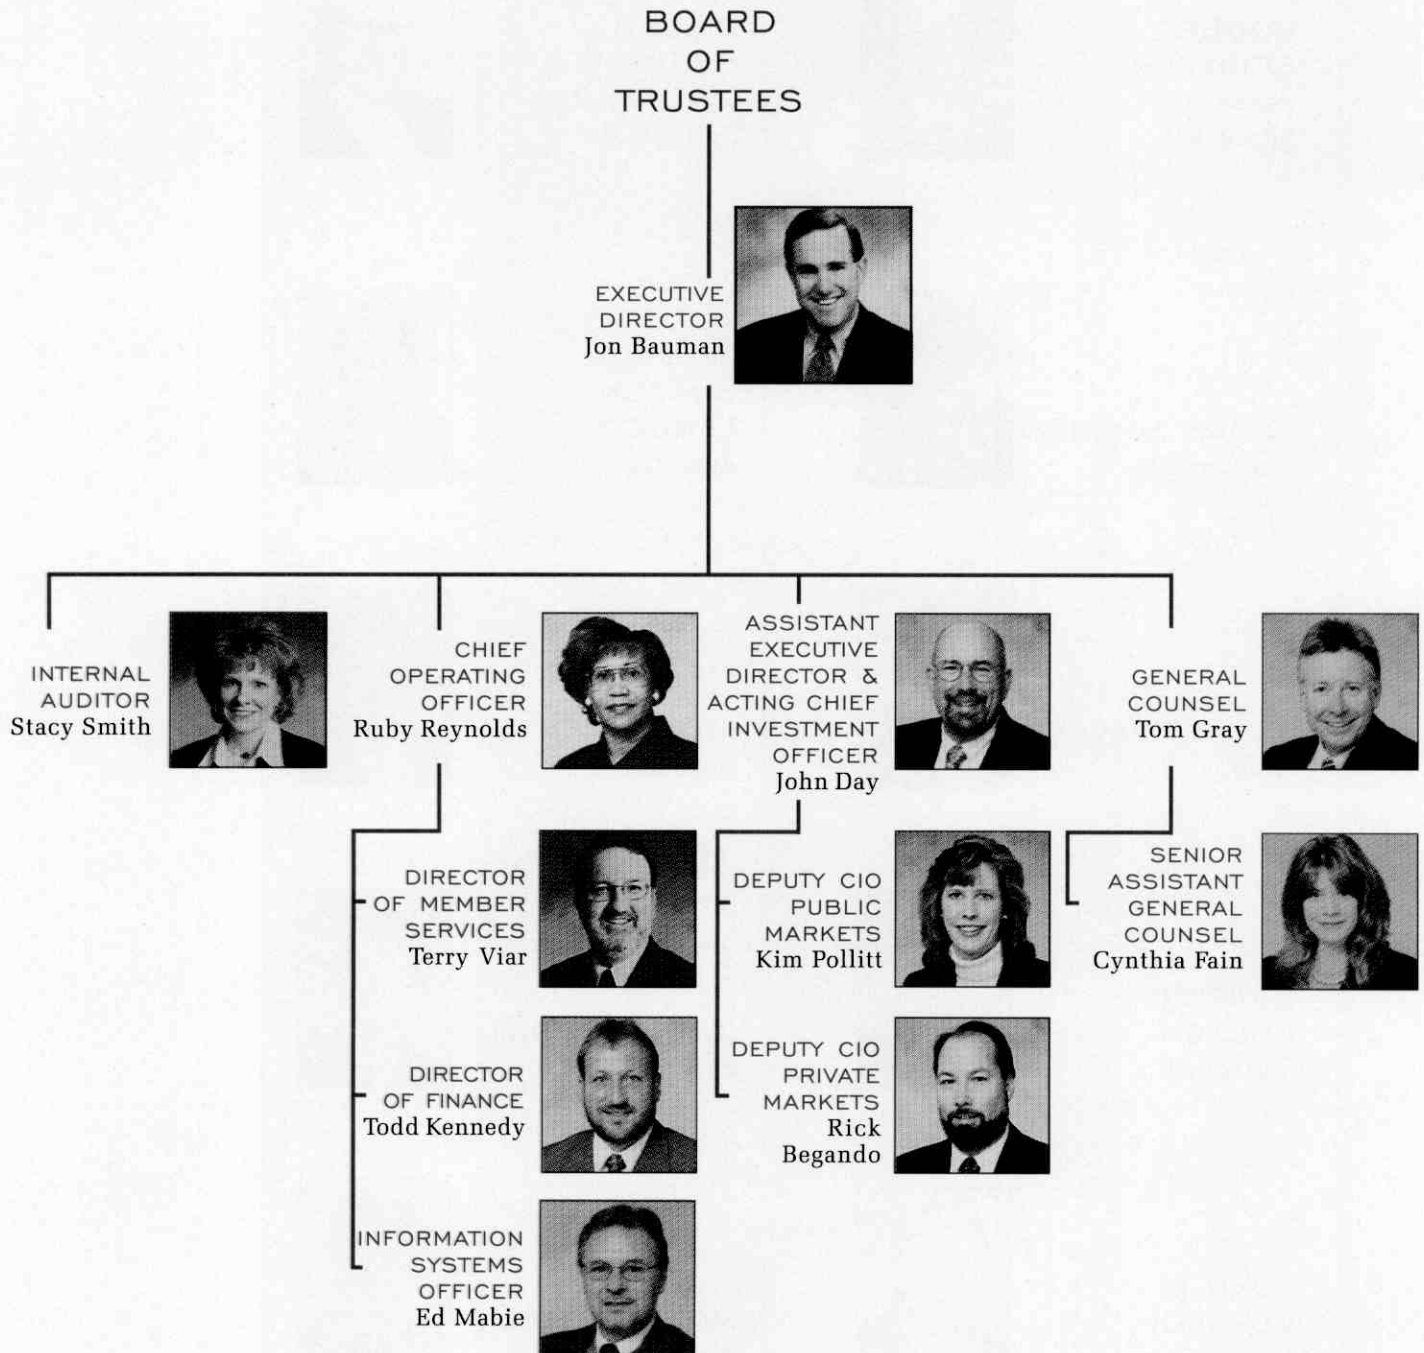 BOARD
OF
TRUSTEES
EXECUTIVE
DIRECTOR
Jon Bauman
INTERNAL
AUDITOR
Stacy Smith
CHIEF
OPERATING
OFFICER
Ruby Reynolds
ASSISTANT
EXECUTIVE
DIRECTOR &
ACTING CHIEF
INVESTMENT
OFFICER
John Day
GENERAL
COUNSEL
Tom Gray
DIRECTOR
OF MEMBER
SERVICES
Terry Viar
DEPUTY CIO
PUBLIC
MARKETS
Kim Pollitt
SENIOR
ASSISTANT
GENERAL
COUNSEL
Cynthia Fain
DIRECTOR
OF FINANCE
Todd Kennedy
DEPUTY CIO
PRIVATE
MARKETS
Rick
Begando
INFORMATION
SYSTEMS
OFFICER
Ed Mabie